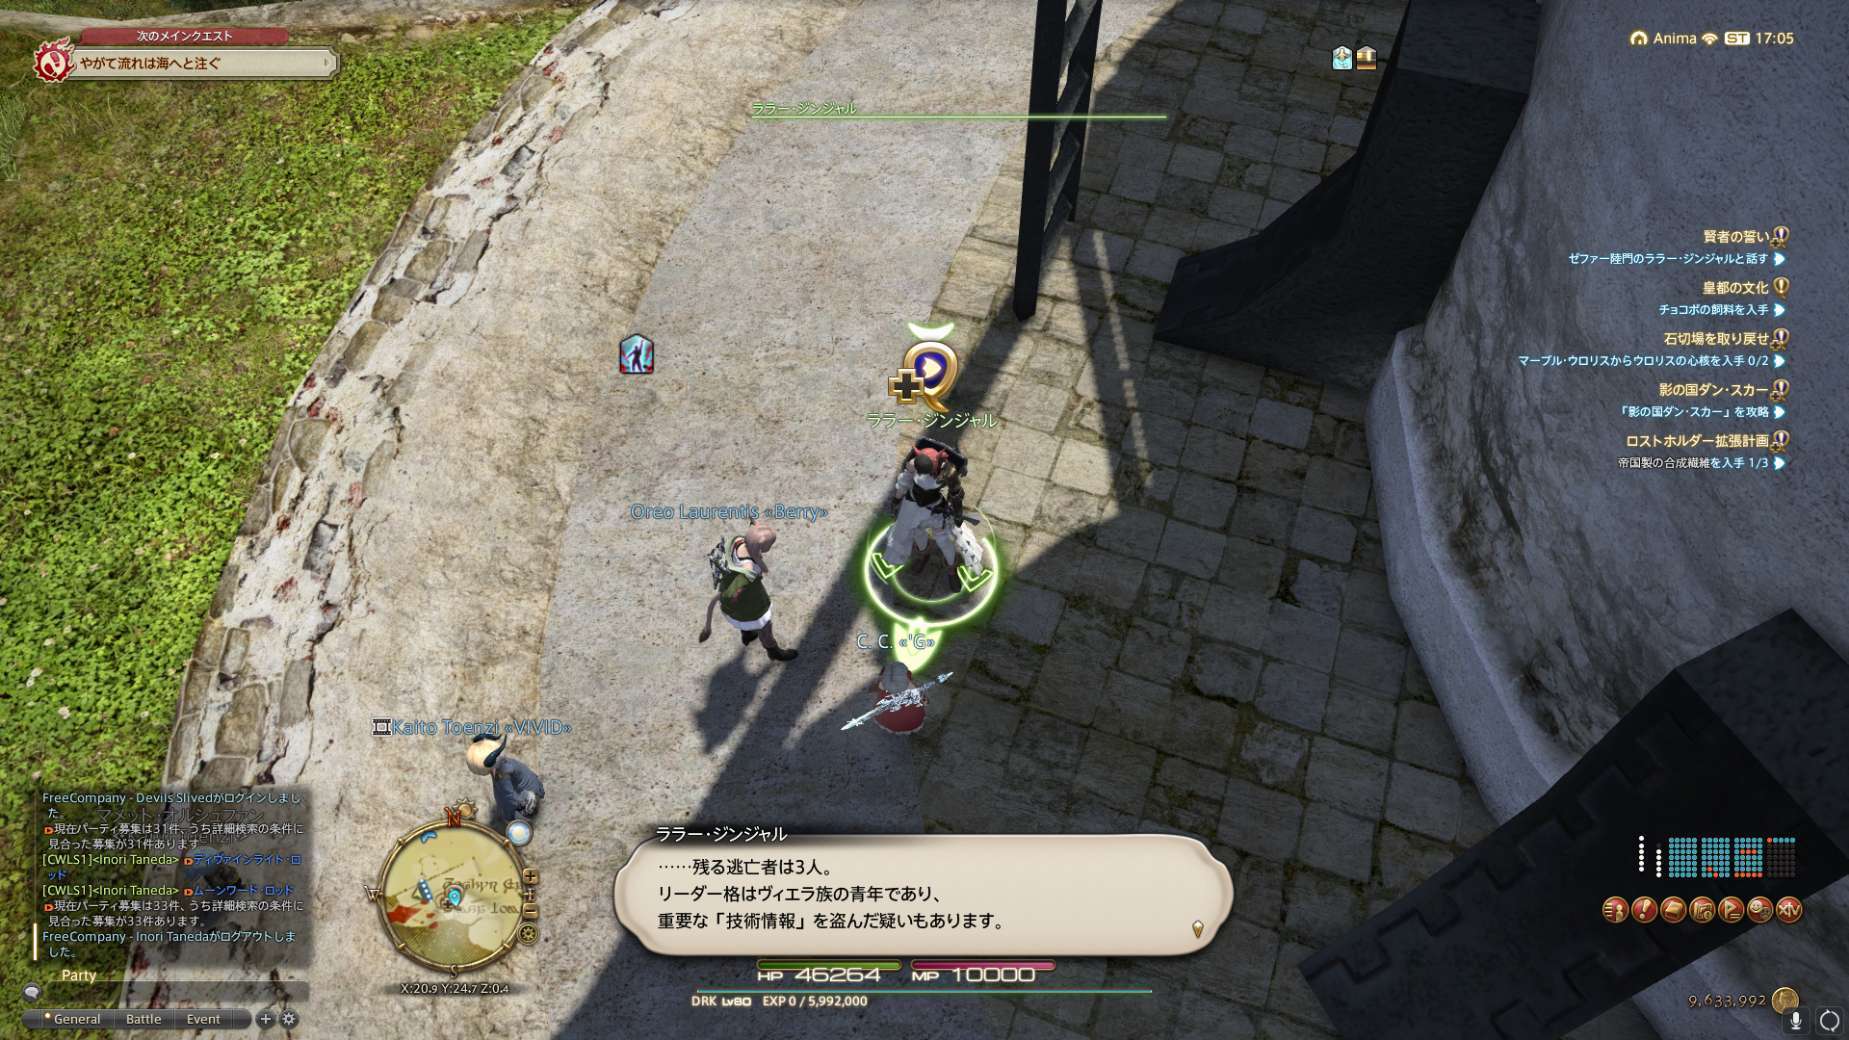 次のメインクエスト
やがて流れは海へと注ぐ
Anima ST 17:05
ララー・ジンジャル
賢者の誓い
ゼファー陸門のララー・ジンジャルと話す
皇都の文化
チョコボの飼料を入手
石切場を取り戻せ
マーブル・ウロリスからウロリスの心核を入手 0/2
影の国ダン・スカー
「影の国ダン・スカー」を攻略
ロストホルダー拡張計画
帝国製の合成繊維を入手 1/3
ララー・ジンジャル
Oreo Laurentis «Berry»
C. C. «'G»
Kaito Toenzi «VIVID»
FreeCompany - Devils Slivedがログインしまし
た。
現在パーティ募集は31件、うち詳細検索の条件に
見合った募集が31件あります。
[CWLS1]<Inori Taneda> ディヴァインライト・ロ
ッド
[CWLS1]<Inori Taneda> ムーンワード・ロッド
現在パーティ募集は33件、うち詳細検索の条件に
見合った募集が33件あります。
FreeCompany - Inori Tanedaがログアウトしま
した。
Party
General Battle Event
N
S
X:20.9 Y:24.7 Z:0.4
ララー・ジンジャル
……残る逃亡者は3人。
リーダー格はヴィエラ族の青年であり、
重要な「技術情報」を盗んだ疑いもあります。
HP 46264 MP 10000
DRK Lv80 EXP 0 / 5,992,000
XIV
9,633,992